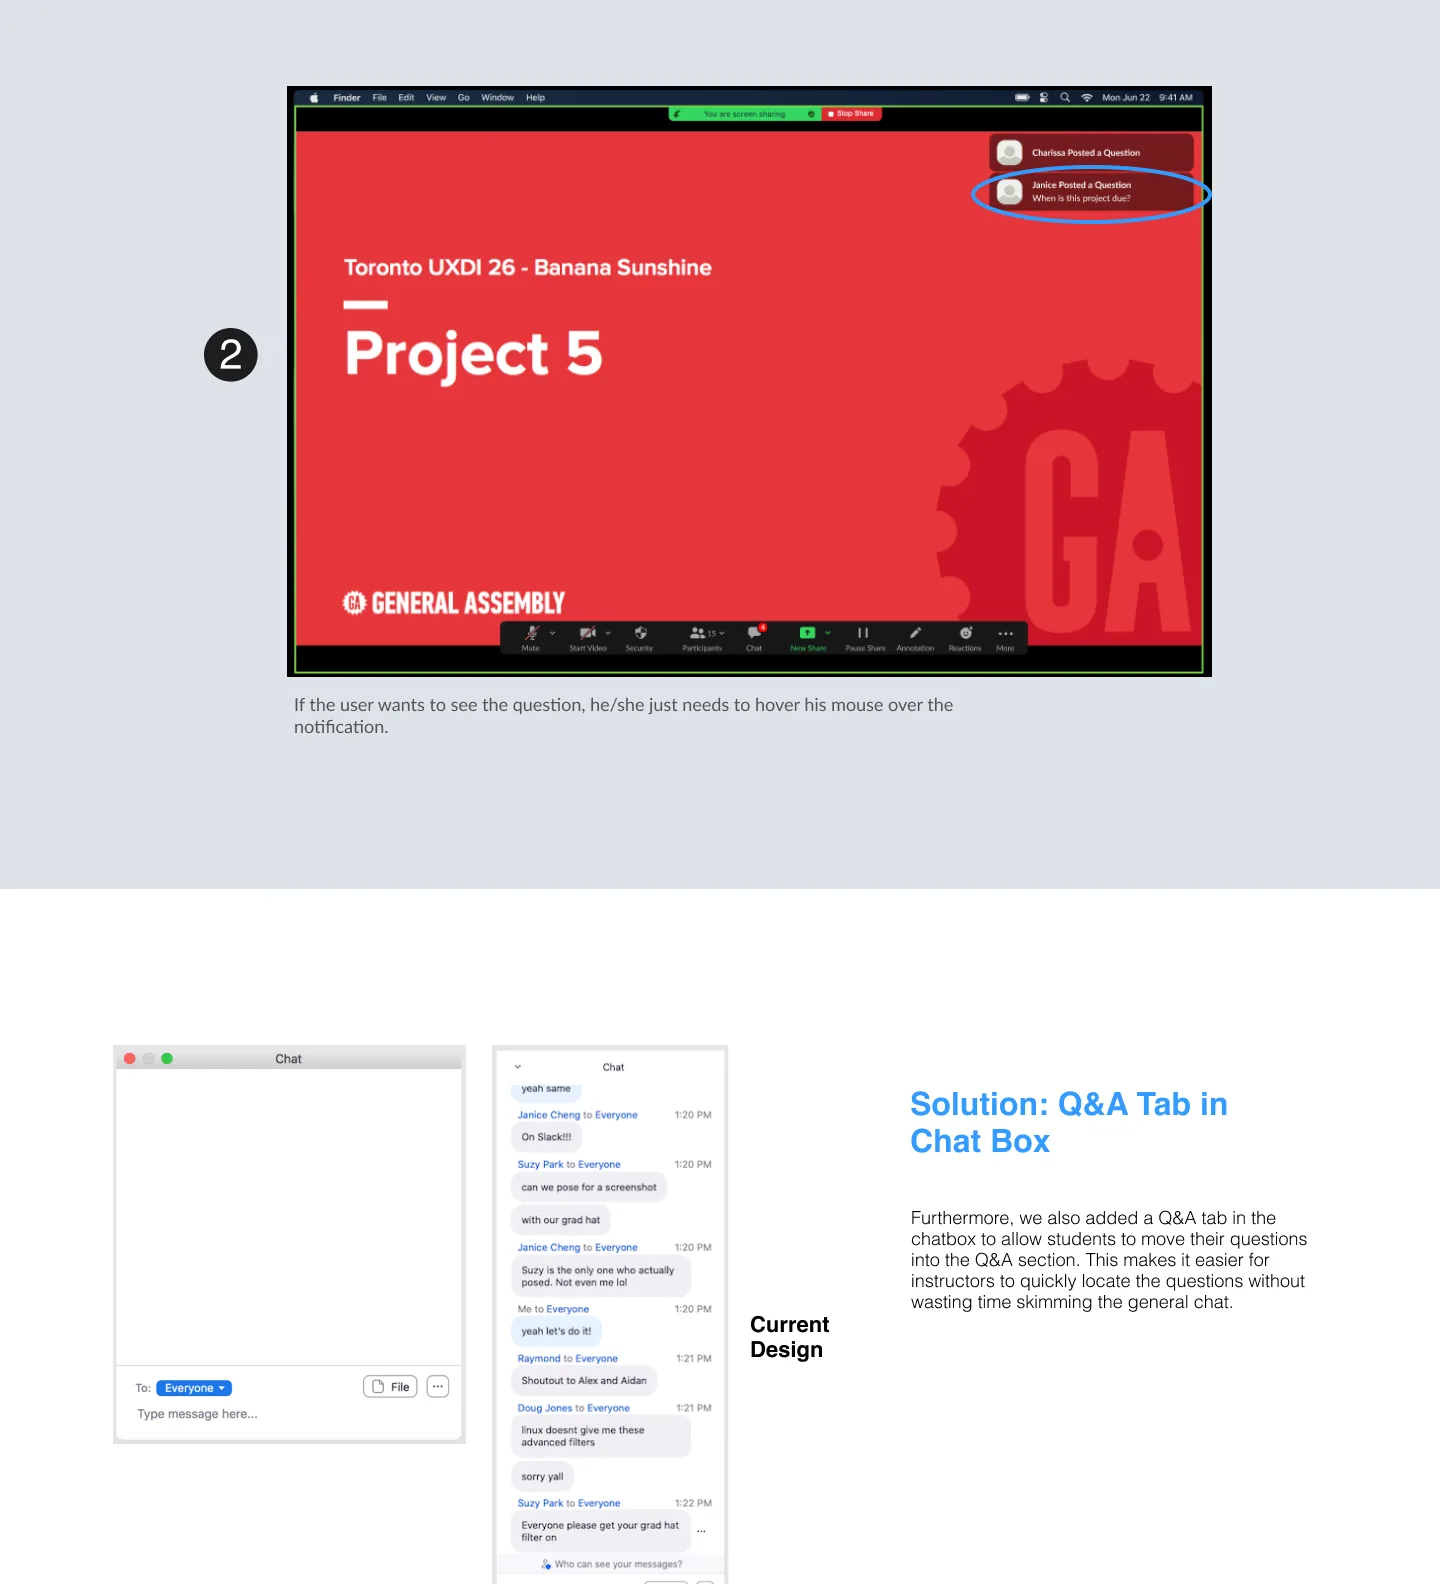 Finder File Edit View Go Window Help
Mon Jun 22 9:41 AM
You are screen sharing
Stop Share
Charissa Posted a Question
Janice Posted a Question
When is this project due?
Toronto UXDI 26 - Banana Sunshine
Project 5
2
GA
GA GENERAL ASSEMBLY
15
4
Mute Start Video Security Participants Chat New Share Pause Share Annotation Reactions More
If the user wants to see the question, he/she just needs to hover his mouse over the
notification.
Chat
To: Everyone
File
...
Type message here...
Chat
yeah same
Janice Cheng to Everyone 1:20 PM
On Slack!!!
Suzy Park to Everyone 1:20 PM
can we pose for a screenshot
with our grad hat
Janice Cheng to Everyone 1:20 PM
Suzy is the only one who actually
posed. Not even me lol
Me to Everyone 1:20 PM
yeah let's do it!
Raymond to Everyone 1:21 PM
Shoutout to Alex and Aidan
Doug Jones to Everyone 1:21 PM
linux doesnt give me these
advanced filters
sorry yall
Suzy Park to Everyone 1:22 PM
Everyone please get your grad hat
filter on
...
Who can see your messages?
Current
Design
Solution: Q&A Tab in
Chat Box
Furthermore, we also added a Q&A tab in the
chatbox to allow students to move their questions
into the Q&A section. This makes it easier for
instructors to quickly locate the questions without
wasting time skimming the general chat.